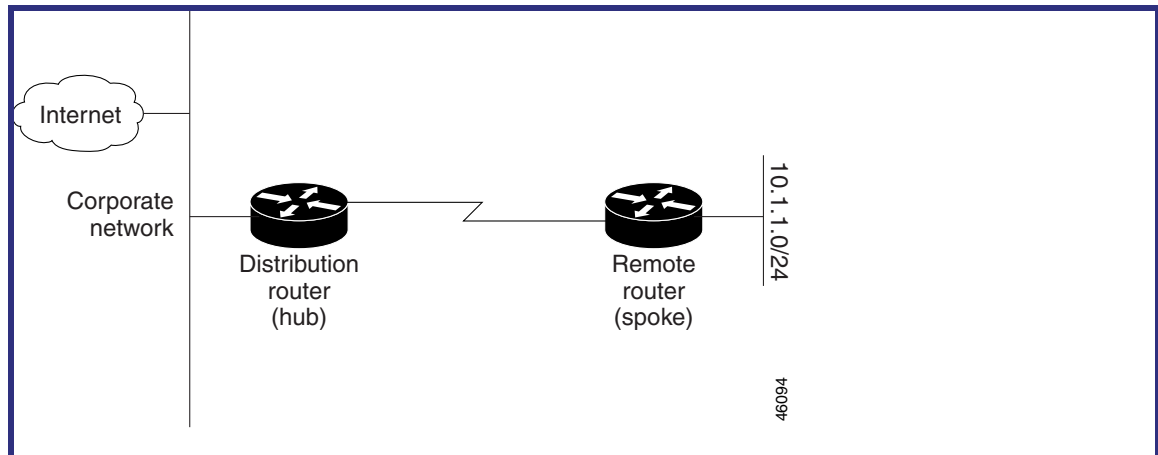 Internet
Corporate
network
Distribution
router
(hub)
Remote
router
(spoke)
10.1.1.0/24
46094